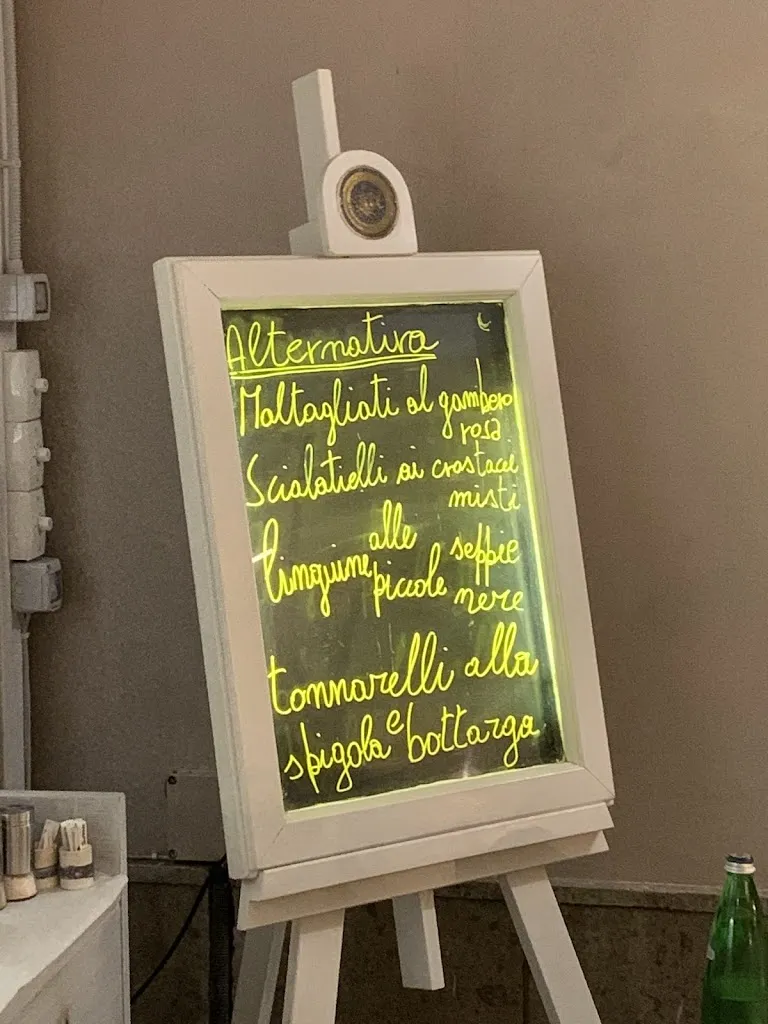 Alternativa
Maltagliati al gambero
rosa
Scialatielli ai crostacei
misti
linguine alle seppie
piccole nere
tonnarelli alla
spigola e bottarga